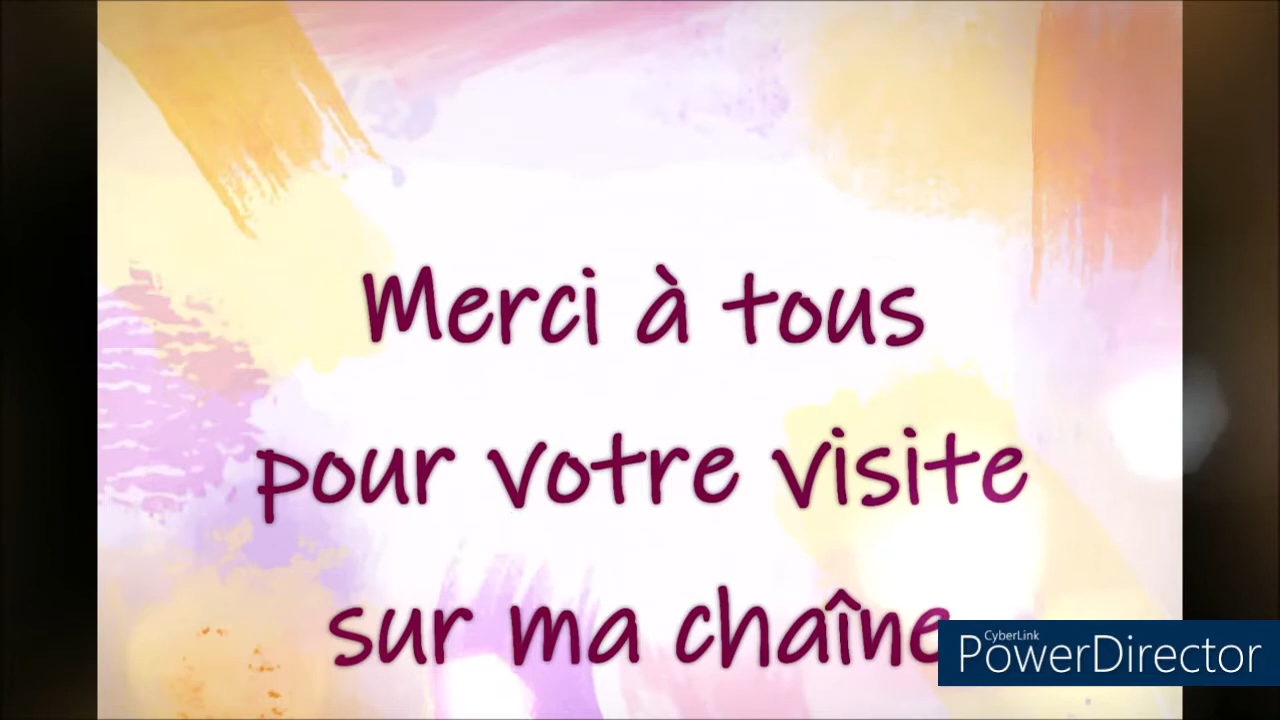 Merci à tous
pour votre visite
sur ma chaîne
CyberLink
PowerDirector